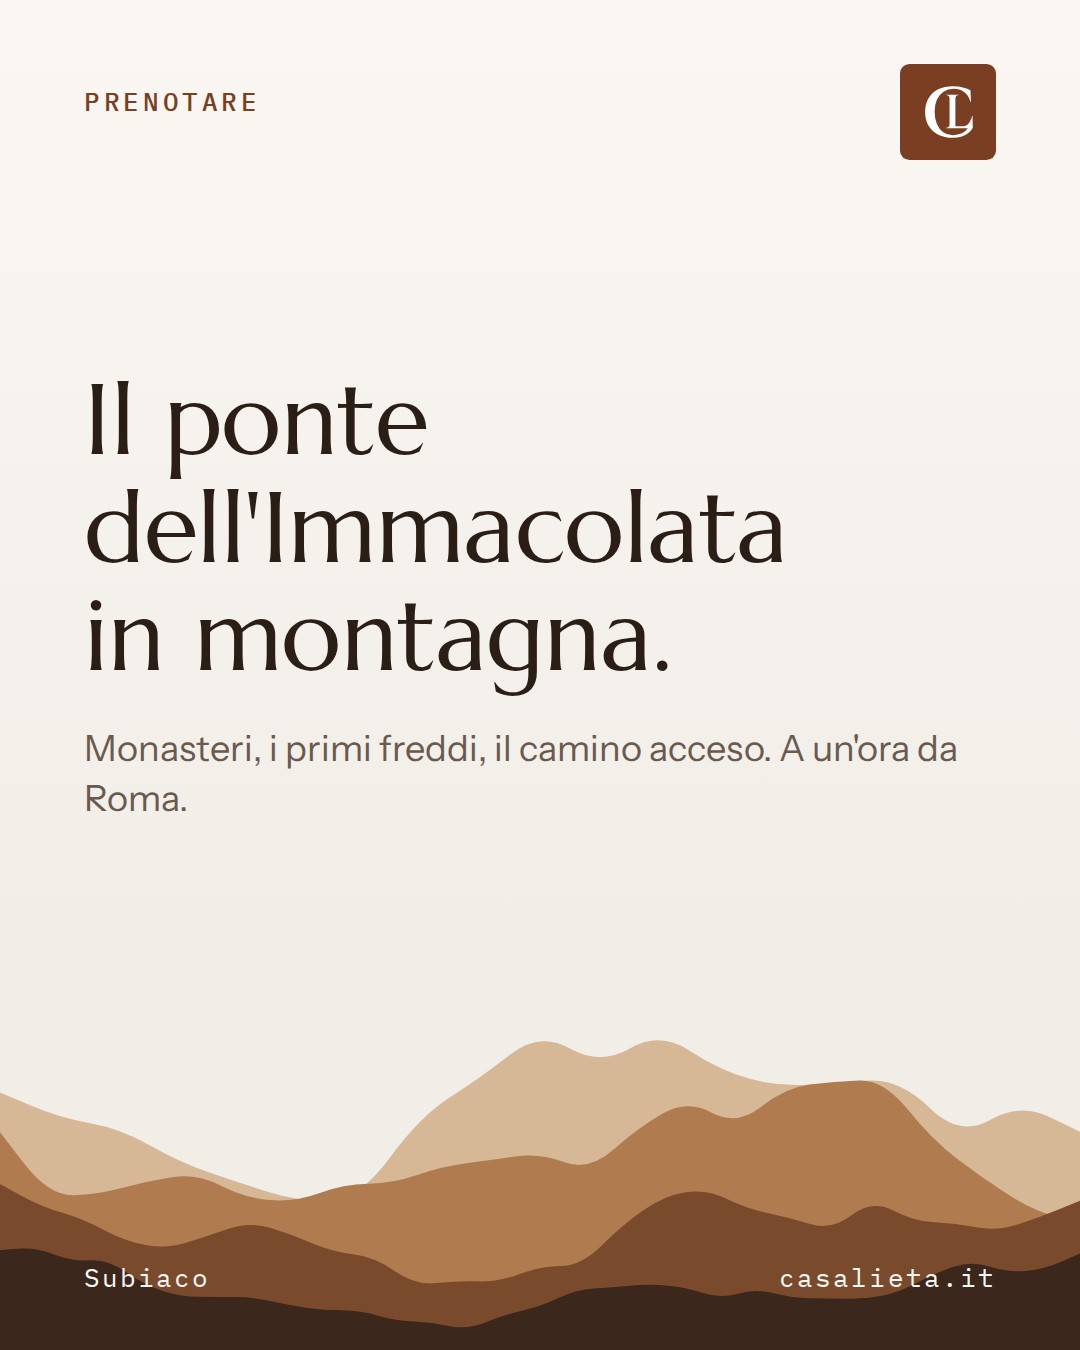 PRENOTARE
CL
Il ponte
dell'Immacolata
in montagna.
Monasteri, i primi freddi, il camino acceso. A un'ora da
Roma.
Subiaco
casalieta.it